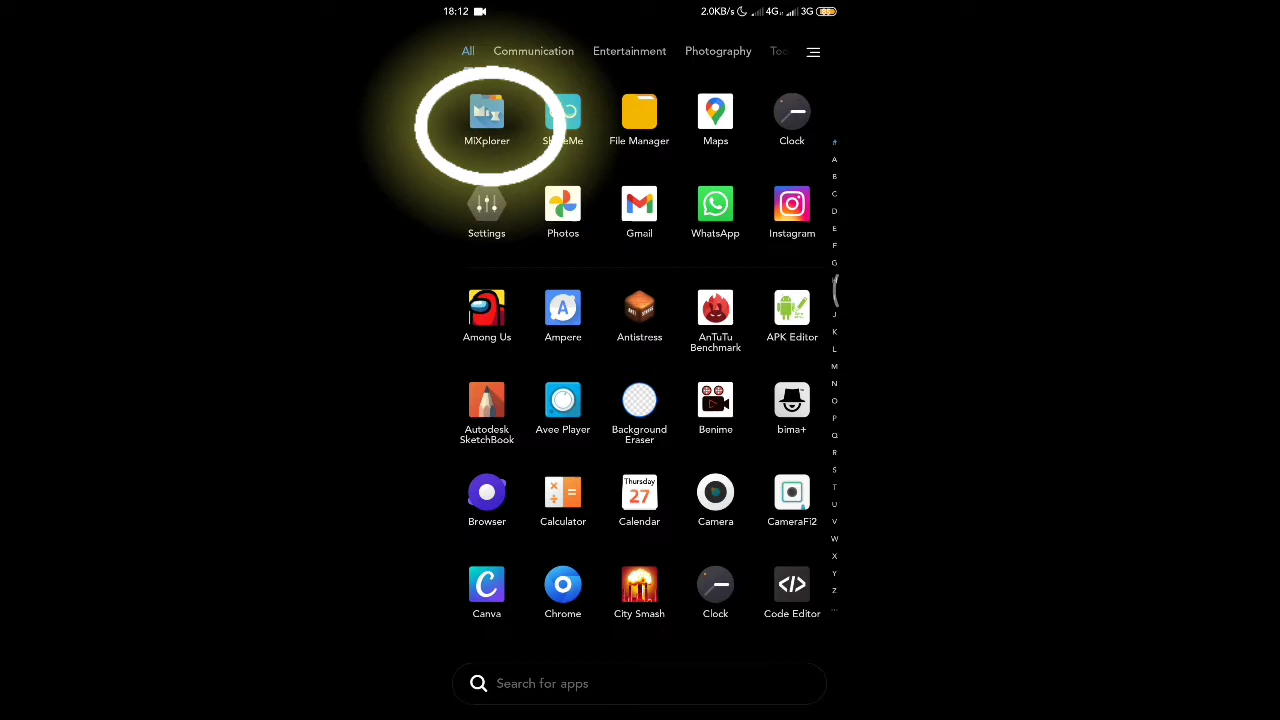 18:12
2.0KB/s 4G 3G
All Communication Entertainment Photography Too
MiXplorer ShareMe File Manager Maps Clock
Settings Photos Gmail WhatsApp Instagram
Among Us Ampere Antistress AnTuTu Benchmark APK Editor
Autodesk SketchBook Avee Player Background Eraser Benime bima+
Thursday
27
Browser Calculator Calendar Camera CameraFi2
Canva Chrome City Smash Clock Code Editor
Search for apps
#
A
B
C
D
E
F
G
H
J
K
L
M
N
O
P
Q
R
S
T
U
V
W
X
Y
Z
...